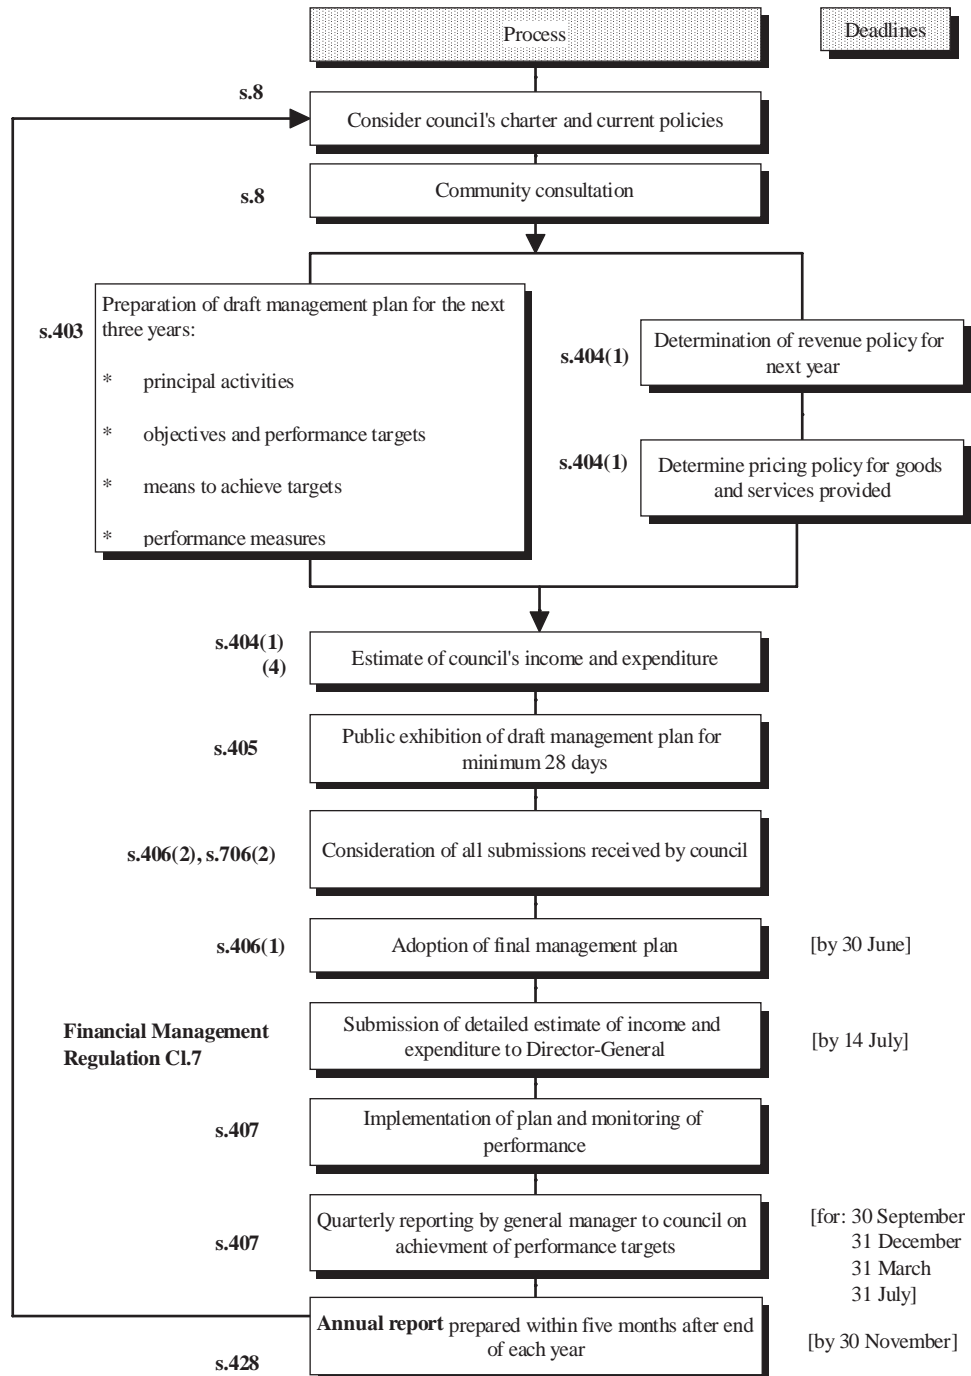 Process
Deadlines
s.8
Consider council's charter and current policies
s.8
Community consultation
s.403
Preparation of draft management plan for the next
three years:
* principal activities
* objectives and performance targets
* means to achieve targets
* performance measures
s.404(1)
Determination of revenue policy for
next year
s.404(1)
Determine pricing policy for goods
and services provided
s.404(1)
(4)
Estimate of council's income and expenditure
s.405
Public exhibition of draft management plan for
minimum 28 days
s.406(2), s.706(2)
Consideration of all submissions received by council
s.406(1)
Adoption of final management plan
[by 30 June]
Financial Management
Regulation Cl.7
Submission of detailed estimate of income and
expenditure to Director-General
[by 14 July]
s.407
Implementation of plan and monitoring of
performance
s.407
Quarterly reporting by general manager to council on
achievment of performance targets
[for: 30 September
31 December
31 March
31 July]
s.428
Annual report prepared within five months after end
of each year
[by 30 November]